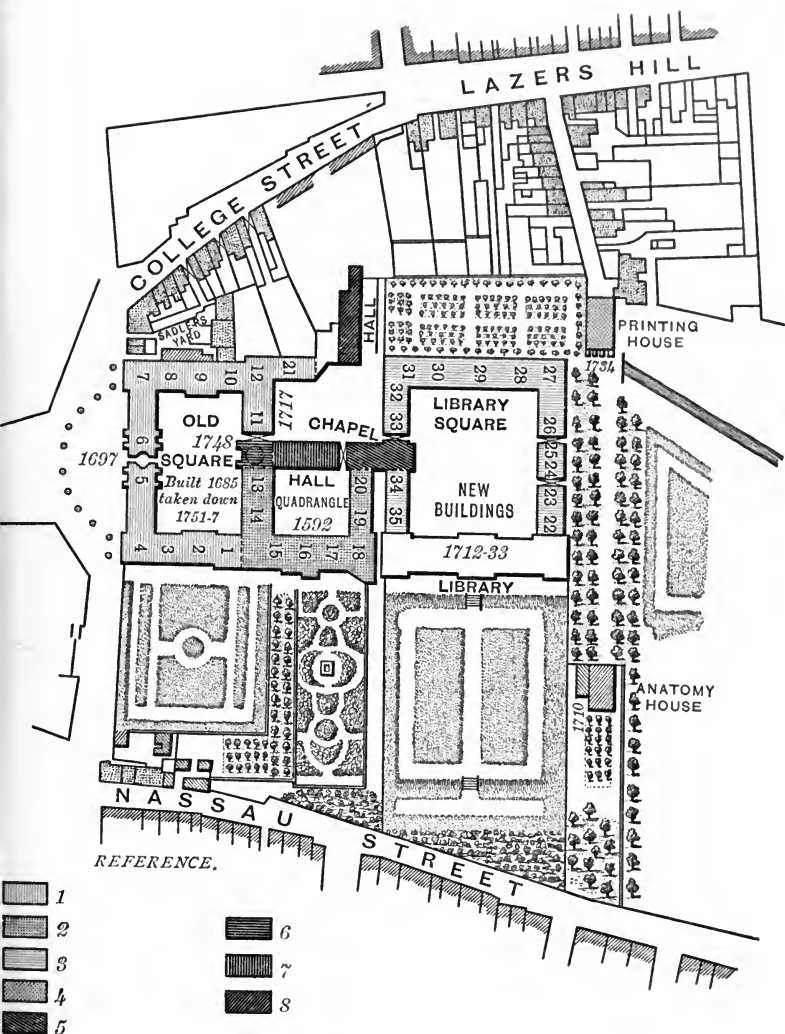 LAZERS HILL
COLLEGE STREET
SADLERS
YARD
HALL
PRINTING
HOUSE
1734
7 8 9 10 12 21
11
1717
31 30 29 28 27
32
33
CHAPEL
LIBRARY
SQUARE
26
25
24
23
22
6
5
1697
OLD
1748
SQUARE
Built 1685
taken down
1751-7
13
14
HALL
QUADRANGLE
1592
20
19
34
35
NEW
BUILDINGS
4 3 2 1
15 16 17 18
1712-33
LIBRARY
1710
ANATOMY
HOUSE
NASSAU STREET
REFERENCE.
1
2
3
4
5
6
7
8